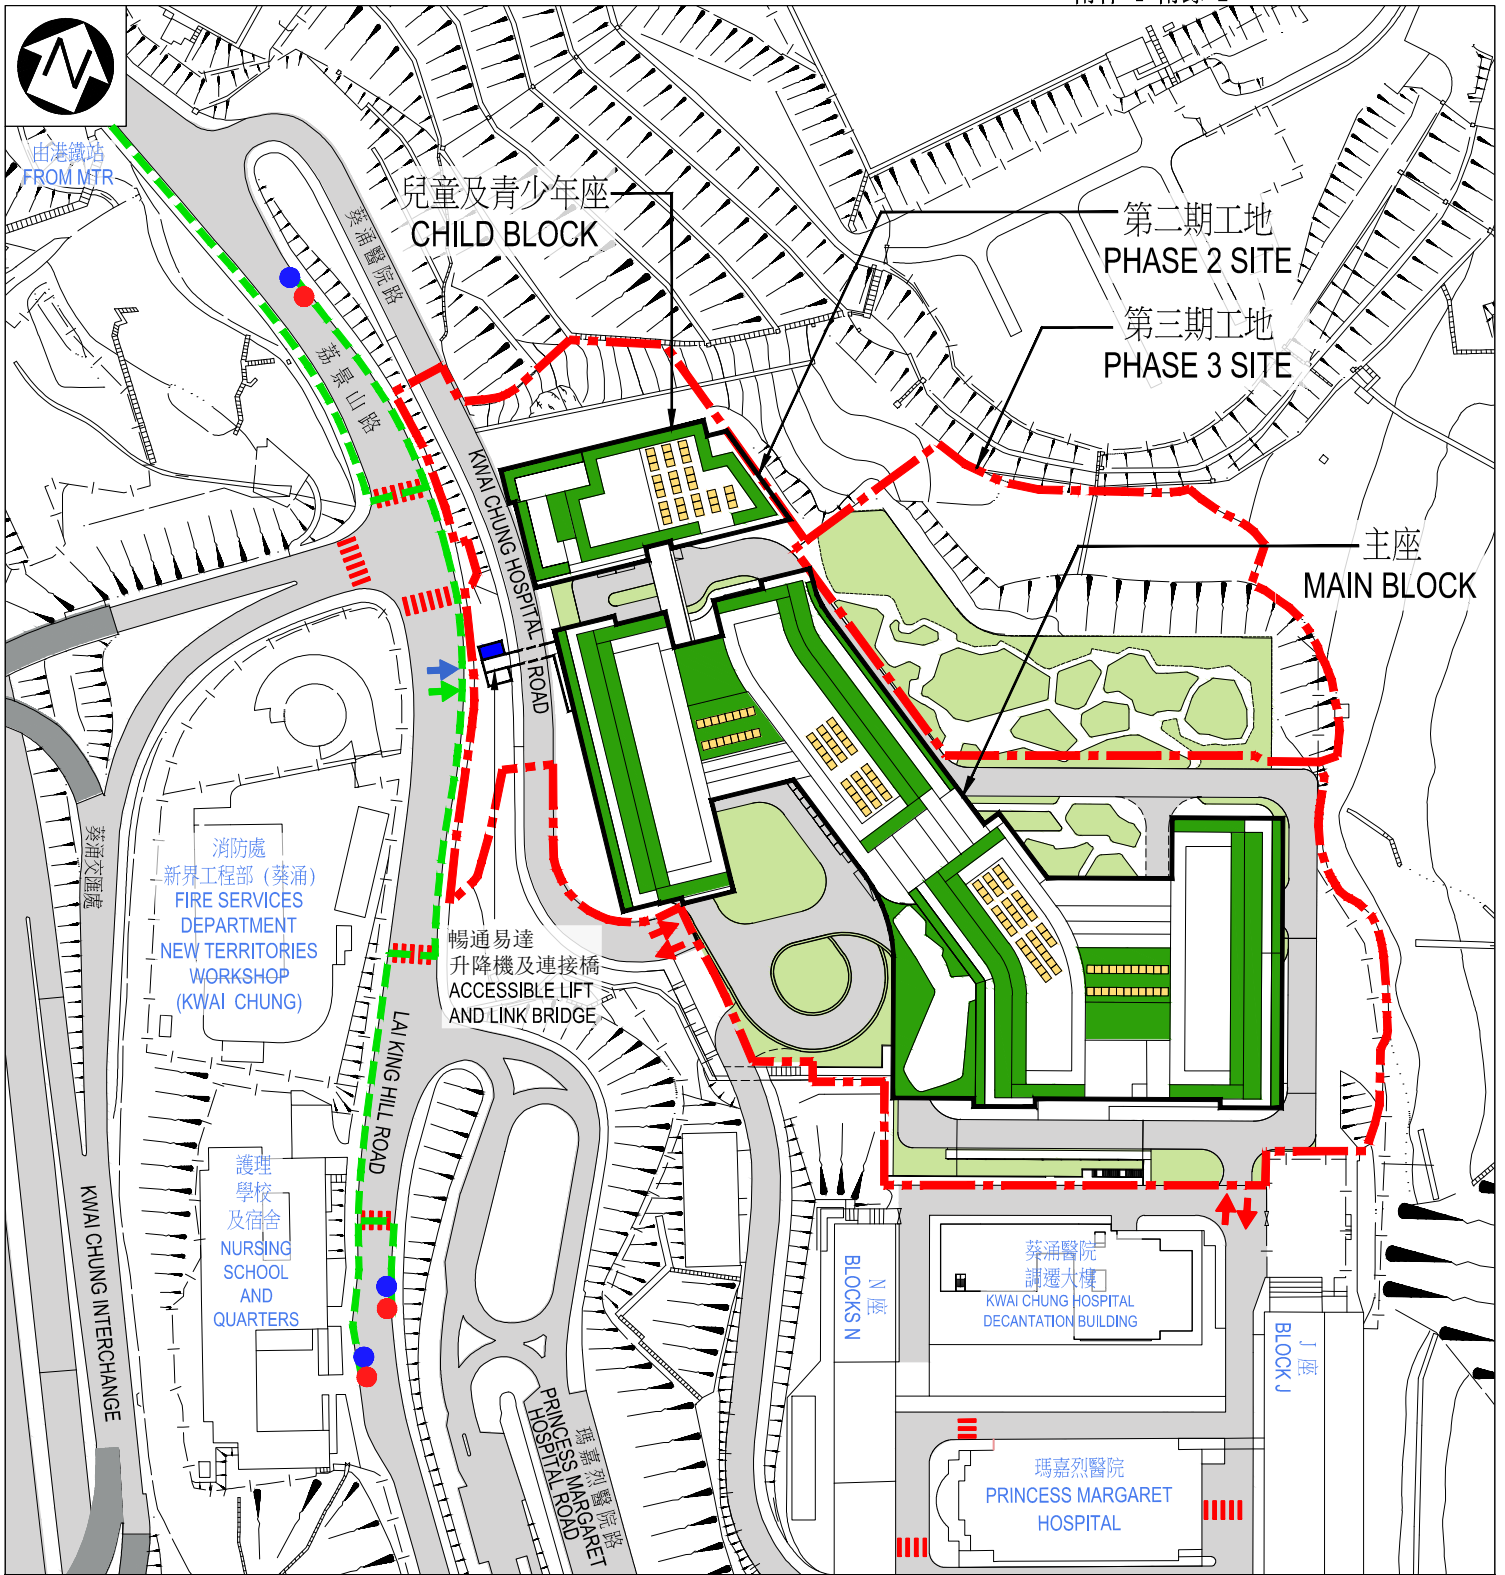 N
由港鐵站
FROM MTR
葵涌醫院路
兒童及青少年座
CHILD BLOCK
第二期工地
PHASE 2 SITE
第三期工地
PHASE 3 SITE
荔景山路
主座
MAIN BLOCK
KWAI CHUNG HOSPITAL ROAD
葵涌交匯處
消防處
新界工程部 (葵涌)
FIRE SERVICES
DEPARTMENT
NEW TERRITORIES
WORKSHOP
(KWAI CHUNG)
暢通易達
升降機及連接橋
ACCESSIBLE LIFT
AND LINK BRIDGE
LAI KING HILL ROAD
護理
學校
及宿舍
NURSING
SCHOOL
AND
QUARTERS
KWAI CHUNG INTERCHANGE
N 座
BLOCKS N
葵涌醫院
調遷大樓
KWAI CHUNG HOSPITAL
DECANTATION BUILDING
J 座
BLOCK J
瑪嘉烈醫院路
PRINCESS MARGARET
HOSPITAL ROAD
瑪嘉烈醫院
PRINCESS MARGARET
HOSPITAL